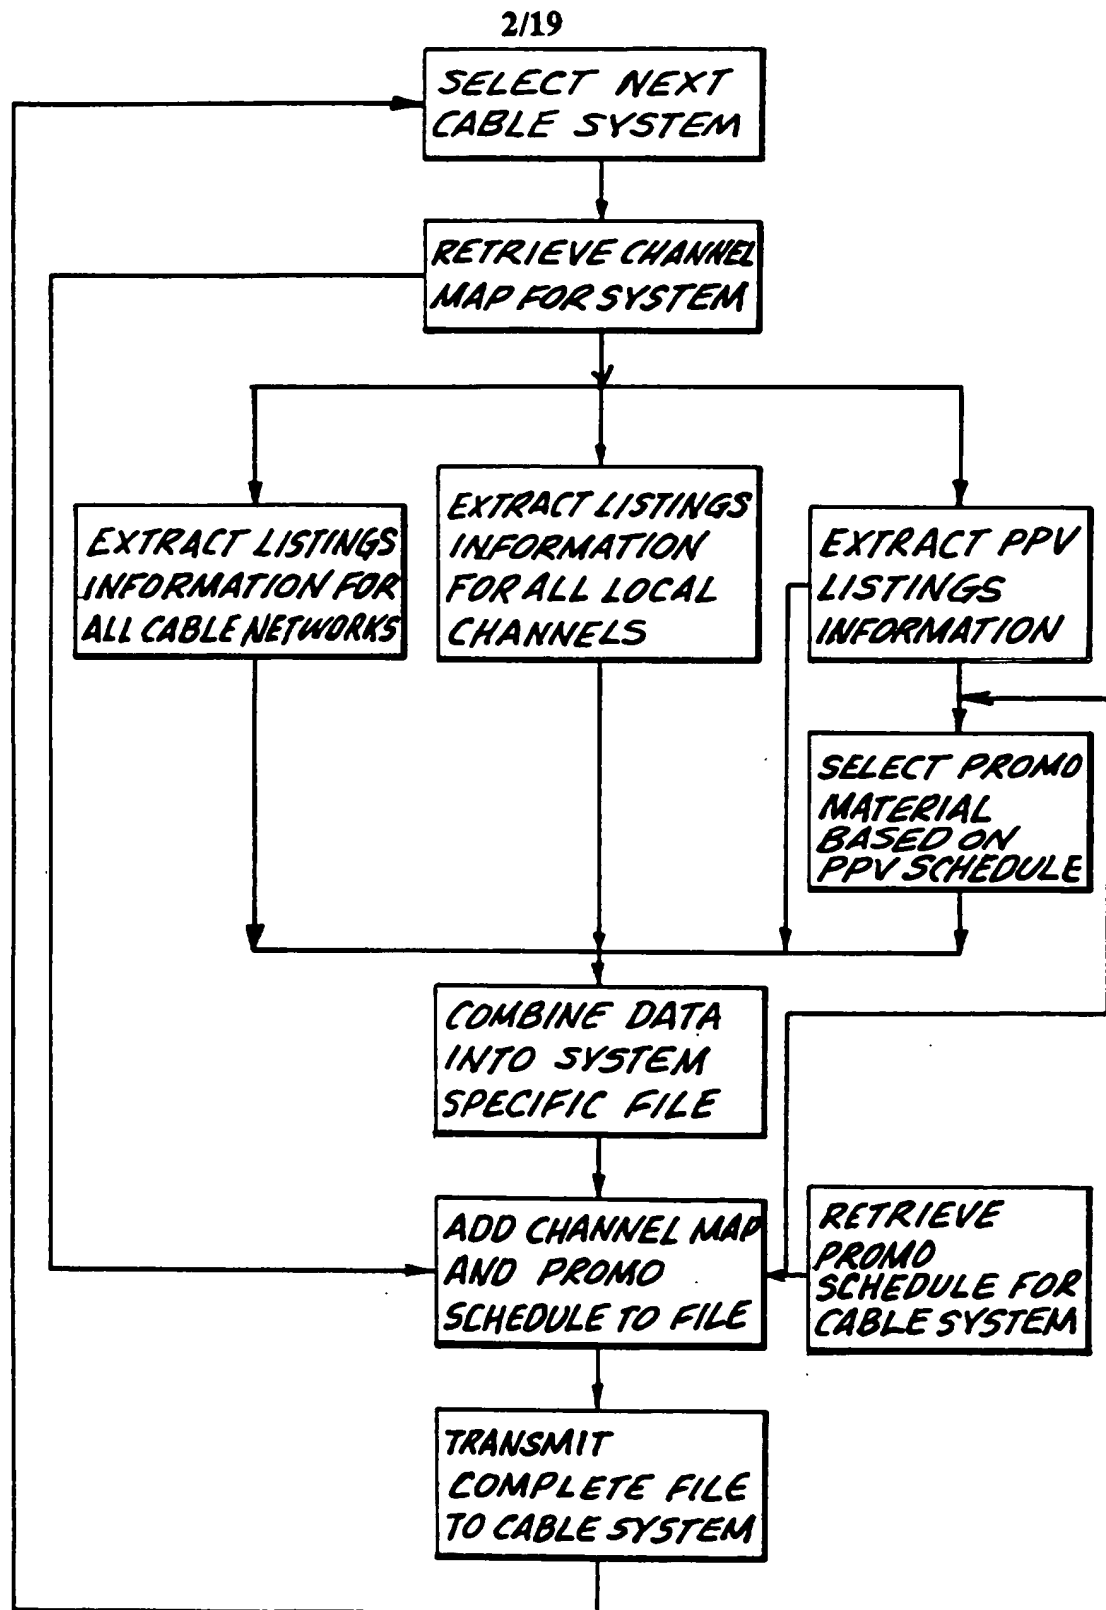 2/19
SELECT NEXT
CABLE SYSTEM
RETRIEVE CHANNEL
MAP FOR SYSTEM
EXTRACT LISTINGS
INFORMATION FOR
ALL CABLE NETWORKS
EXTRACT LISTINGS
INFORMATION
FOR ALL LOCAL
CHANNELS
EXTRACT PPV
LISTINGS
INFORMATION
SELECT PROMO
MATERIAL
BASED ON
PPV SCHEDULE
COMBINE DATA
INTO SYSTEM
SPECIFIC FILE
ADD CHANNEL MAP
AND PROMO
SCHEDULE TO FILE
RETRIEVE
PROMO
SCHEDULE FOR
CABLE SYSTEM
TRANSMIT
COMPLETE FILE
TO CABLE SYSTEM